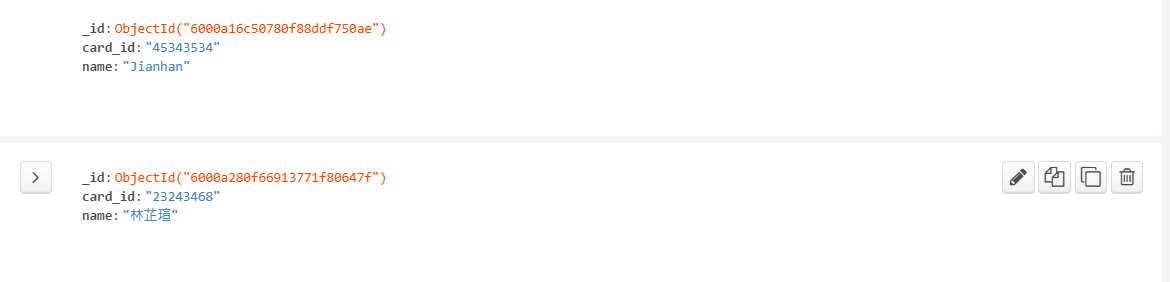 _id: ObjectId("6000a16c50780f88ddf750ae")
card_id: "45343534"
name: "Jianhan"
_id: ObjectId("6000a280f66913771f80647f")
card_id: "23243468"
name: "林芷瑄"